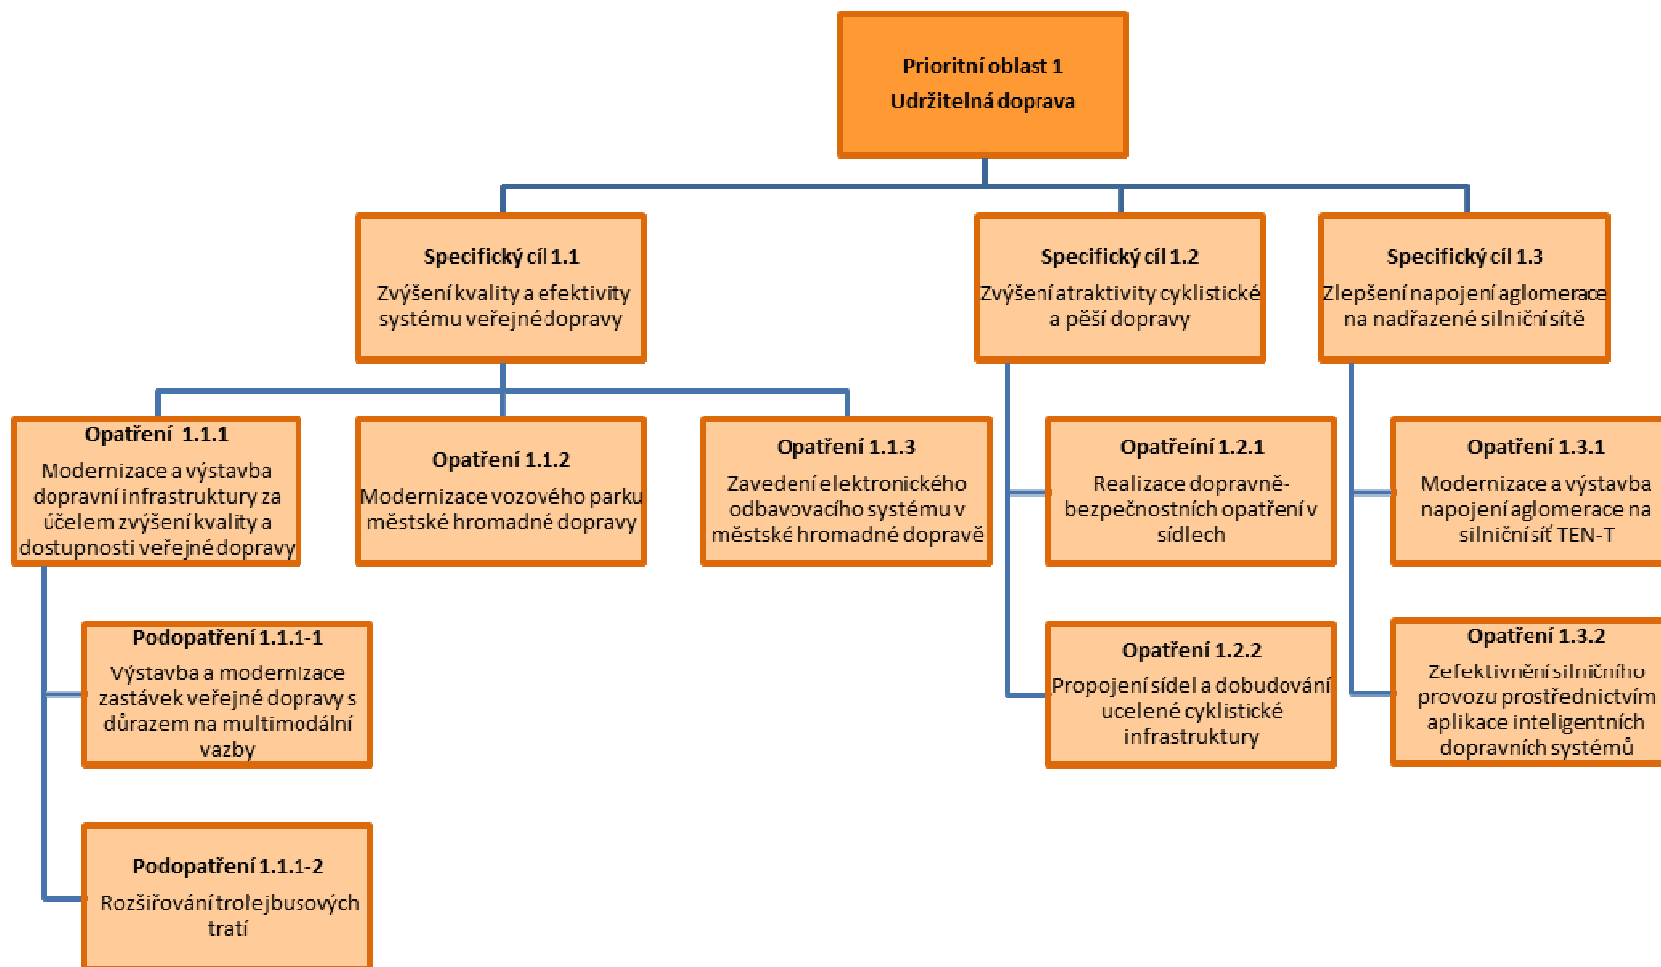 Prioritní oblast 1
Udržitelná doprava
Specifický cíl 1.1
Zvýšení kvality a efektivity
systému veřejné dopravy
Specifický cíl 1.2
Zvýšení atraktivity cyklistické
a pěší dopravy
Specifický cíl 1.3
Zlepšení napojení aglomerace
na nadřazené silniční sítě
Opatření 1.1.1
Modernizace a výstavba
dopravní infrastruktury za
účelem zvýšení kvality a
dostupnosti veřejné dopravy
Opatření 1.1.2
Modernizace vozového parku
městské hromadné dopravy
Opatření 1.1.3
Zavedení elektronického
odbavovacího systému v
městské hromadné dopravě
Opatřeíní 1.2.1
Realizace dopravně-
bezpečnostních opatření v
sídlech
Opatření 1.3.1
Modernizace a výstavba
napojení aglomerace na
silniční síť TEN-T
Podopatření 1.1.1-1
Výstavba a modernizace
zastávek veřejné dopravy s
důrazem na multimodální
vazby
Opatření 1.2.2
Propojení sídel a dobudování
ucelené cyklistické
infrastruktury
Opatření 1.3.2
Zefektivnění silničního
provozu prostřednictvím
aplikace inteligentních
dopravních systémů
Podopatření 1.1.1-2
Rozšiřování trolejbusových
tratí